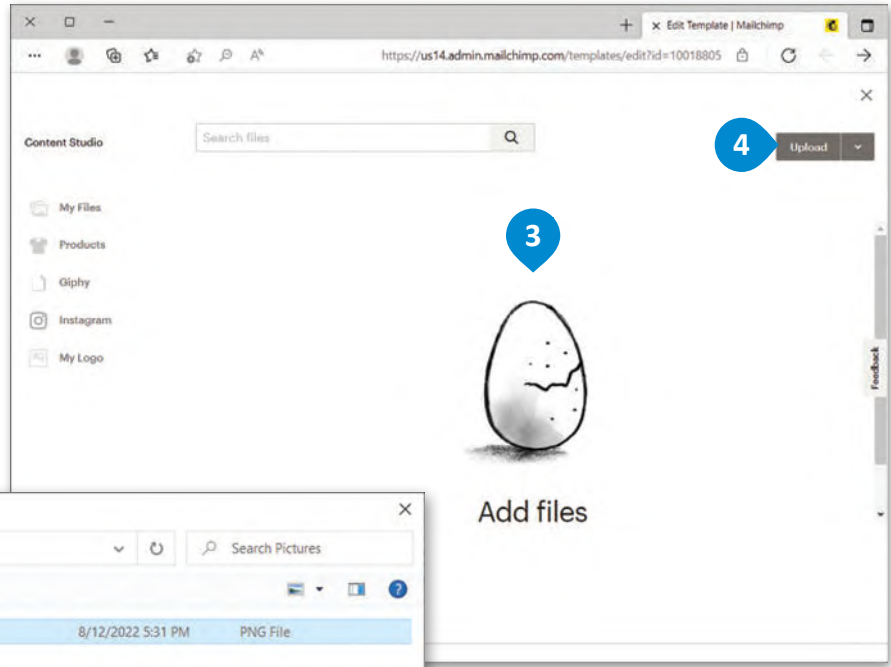 Edit Template | Mailchimp
https://us14.admin.mailchimp.com/templates/edit?id=10018805
Content Studio
Search files
4
Upload
My Files
Products
Giphy
Instagram
My Logo
3
Feedback
Add files
Search Pictures
8/12/2022 5:31 PM PNG File